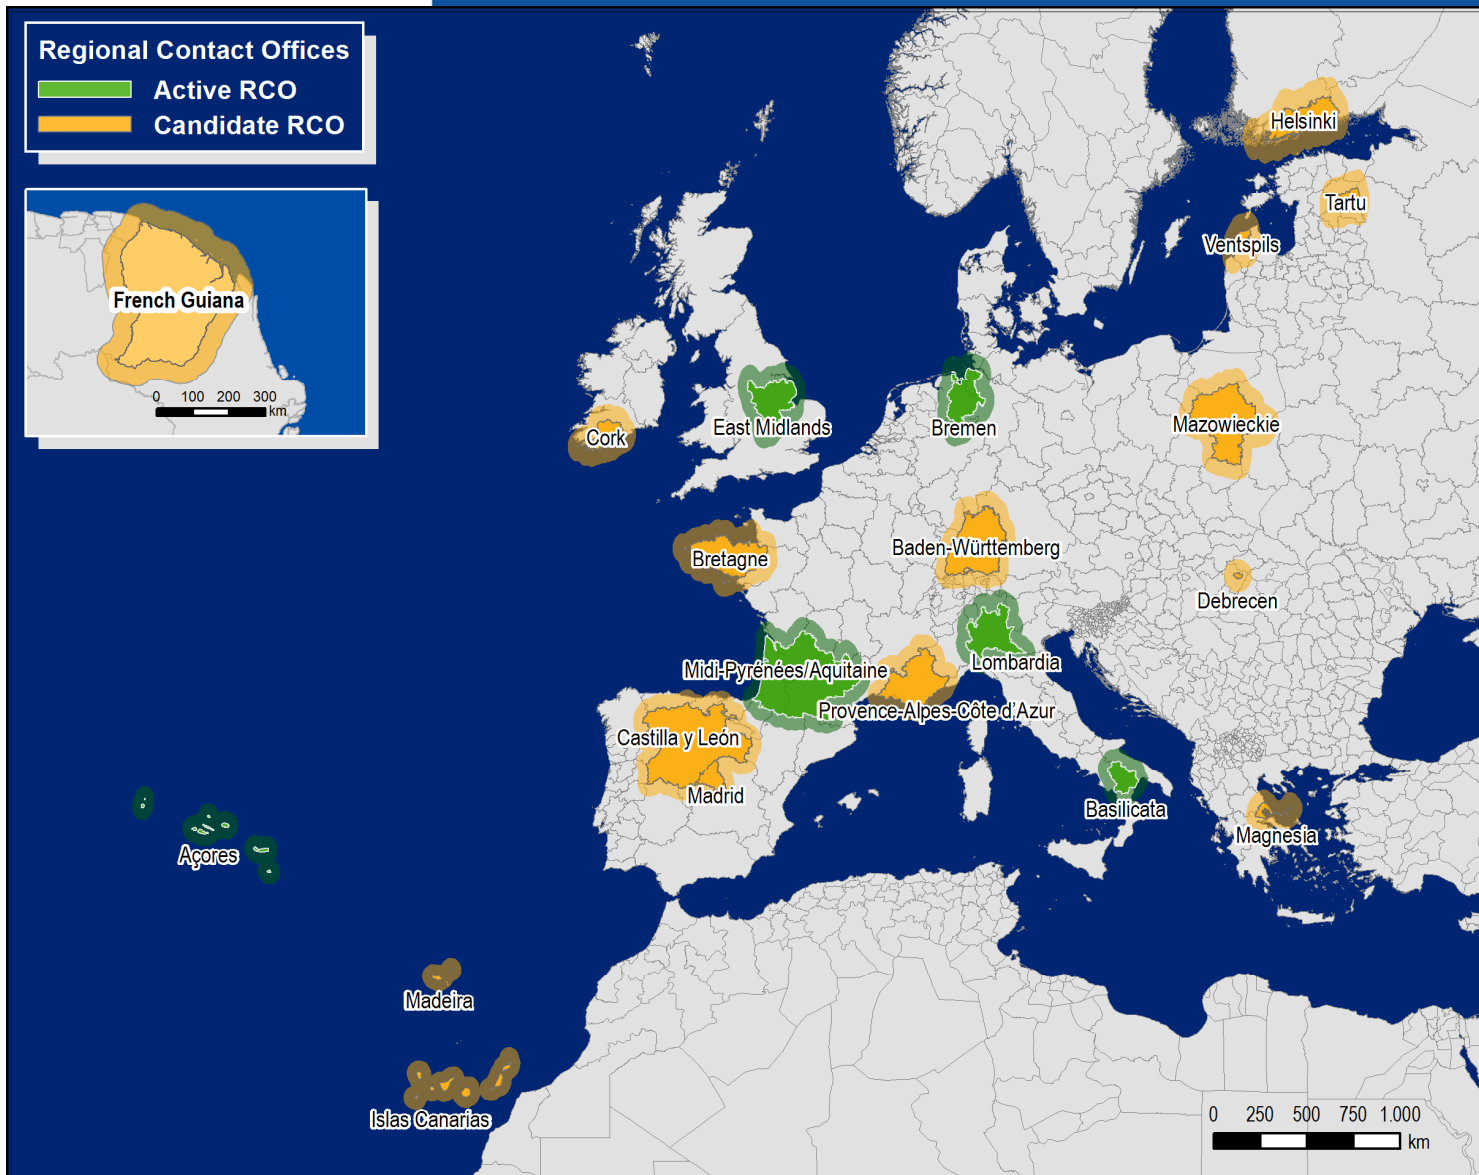 Regional Contact Offices
Active RCO
Candidate RCO
French Guiana
0 100 200 300
km
Helsinki
Tartu
Ventspils
East Midlands
Cork
Bremen
Mazowieckie
Bretagne
Baden-Württemberg
Debrecen
Midi-Pyrénées/Aquitaine
Lombardia
Provence-Alpes-Côte d'Azur
Castilla y León
Madrid
Basilicata
Magnesia
Açores
Madeira
Islas Canarias
0 250 500 750 1.000
km